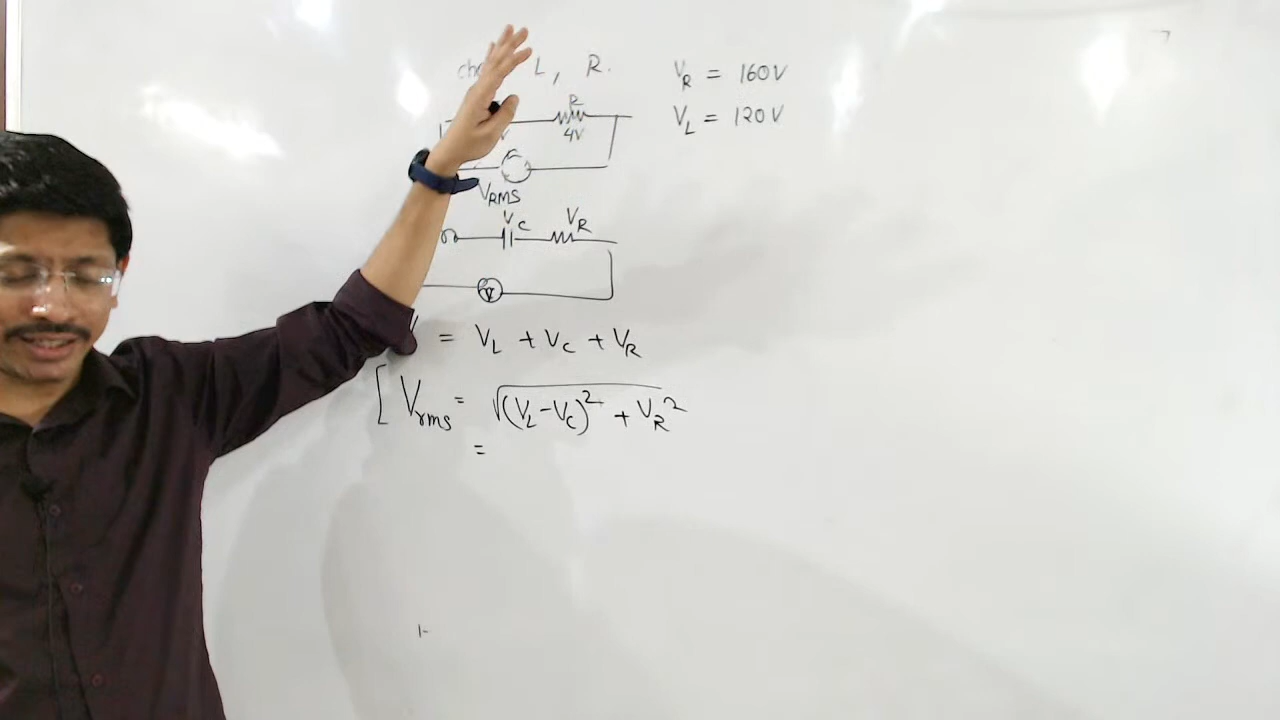 L, R.
V_R = 160V
V_L = 120V
R
4V
V_RMS
V_C
V_R
= V_L + V_C + V_R
[ V_rms = √((V_L - V_C)² + V_R²)
=